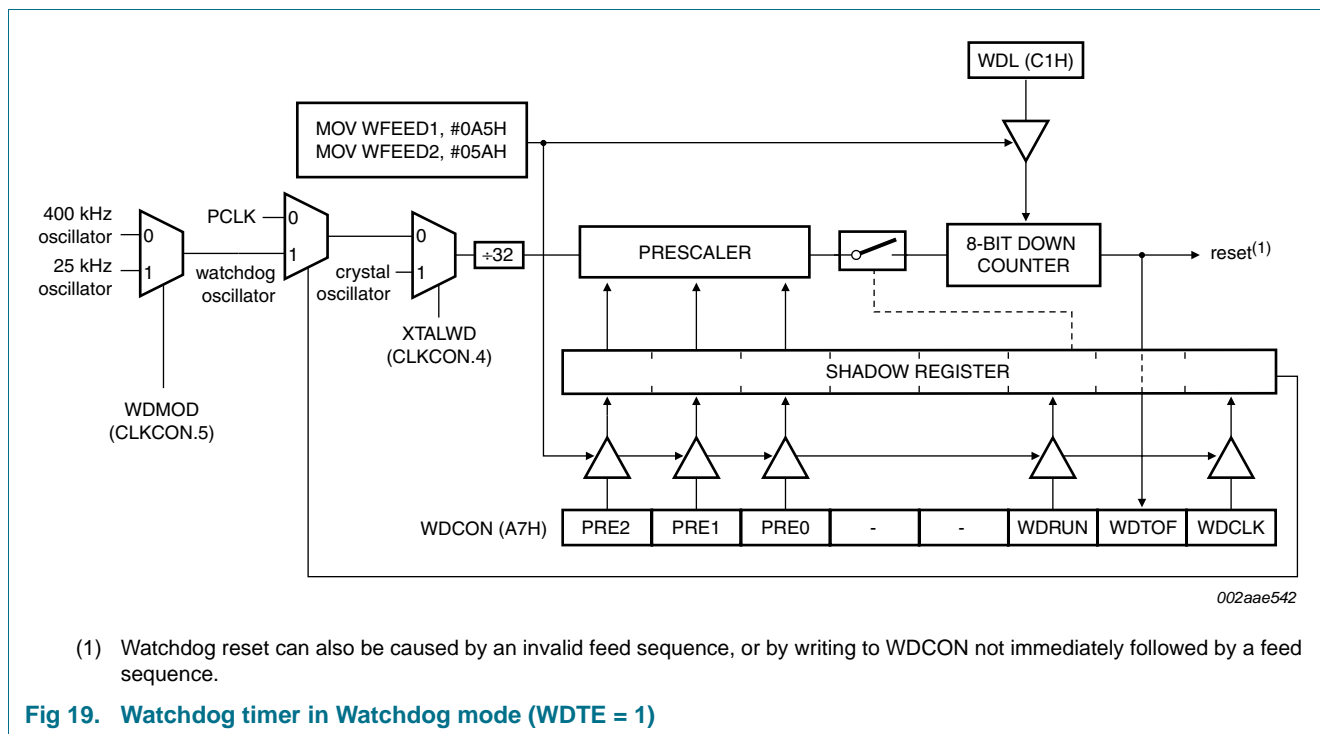 WDL (C1H)
MOV WFEED1, #0A5H
MOV WFEED2, #05AH
400 kHz
oscillator
0
25 kHz
oscillator
1
PCLK
0
1
watchdog
oscillator
0
crystal
oscillator
1
÷32
PRESCALER
8-BIT DOWN
COUNTER
reset(1)
XTALWD
(CLKCON.4)
SHADOW REGISTER
WDMOD
(CLKCON.5)
WDCON (A7H)
PRE2
PRE1
PRE0
-
-
WDRUN
WDTOF
WDCLK
002aae542
(1) Watchdog reset can also be caused by an invalid feed sequence, or by writing to WDCON not immediately followed by a feed
sequence.
Fig 19. Watchdog timer in Watchdog mode (WDTE = 1)